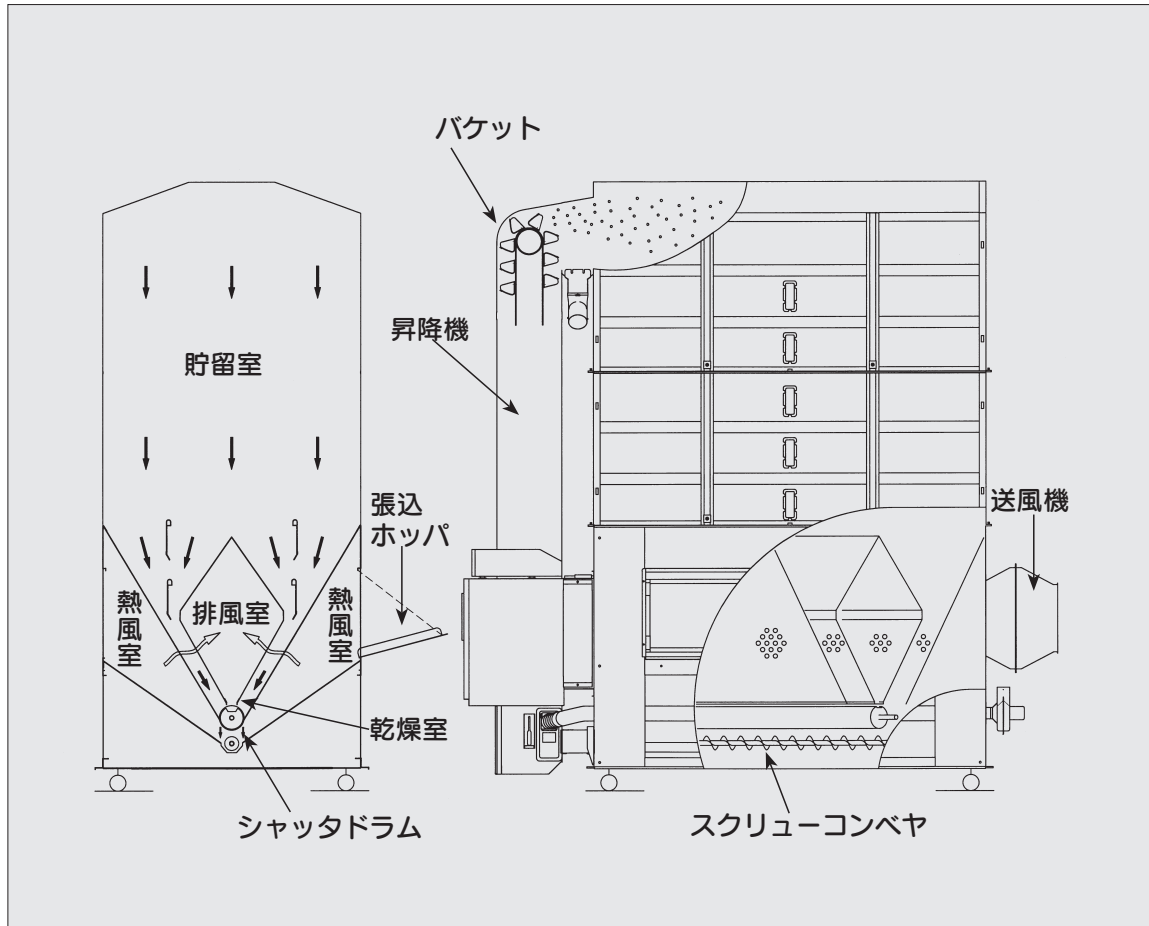 バケット
昇降機
貯留室
張込
ホッパ
送風機
熱風室
排風室
熱風室
乾燥室
シャッタドラム
スクリューコンベヤ